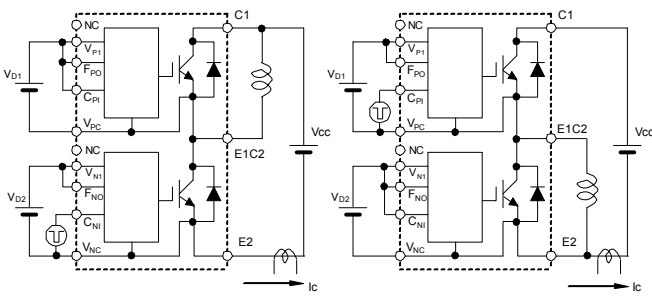 NC
VP1
FPO
CPI
VPC
VD1
NC
VN1
FNO
CNI
VNC
VD2
C1
E1C2
E2
Vcc
Ic
NC
VP1
FPO
CPI
VPC
VD1
NC
VN1
FNO
CNI
VNC
VD2
C1
E1C2
E2
Vcc
Ic